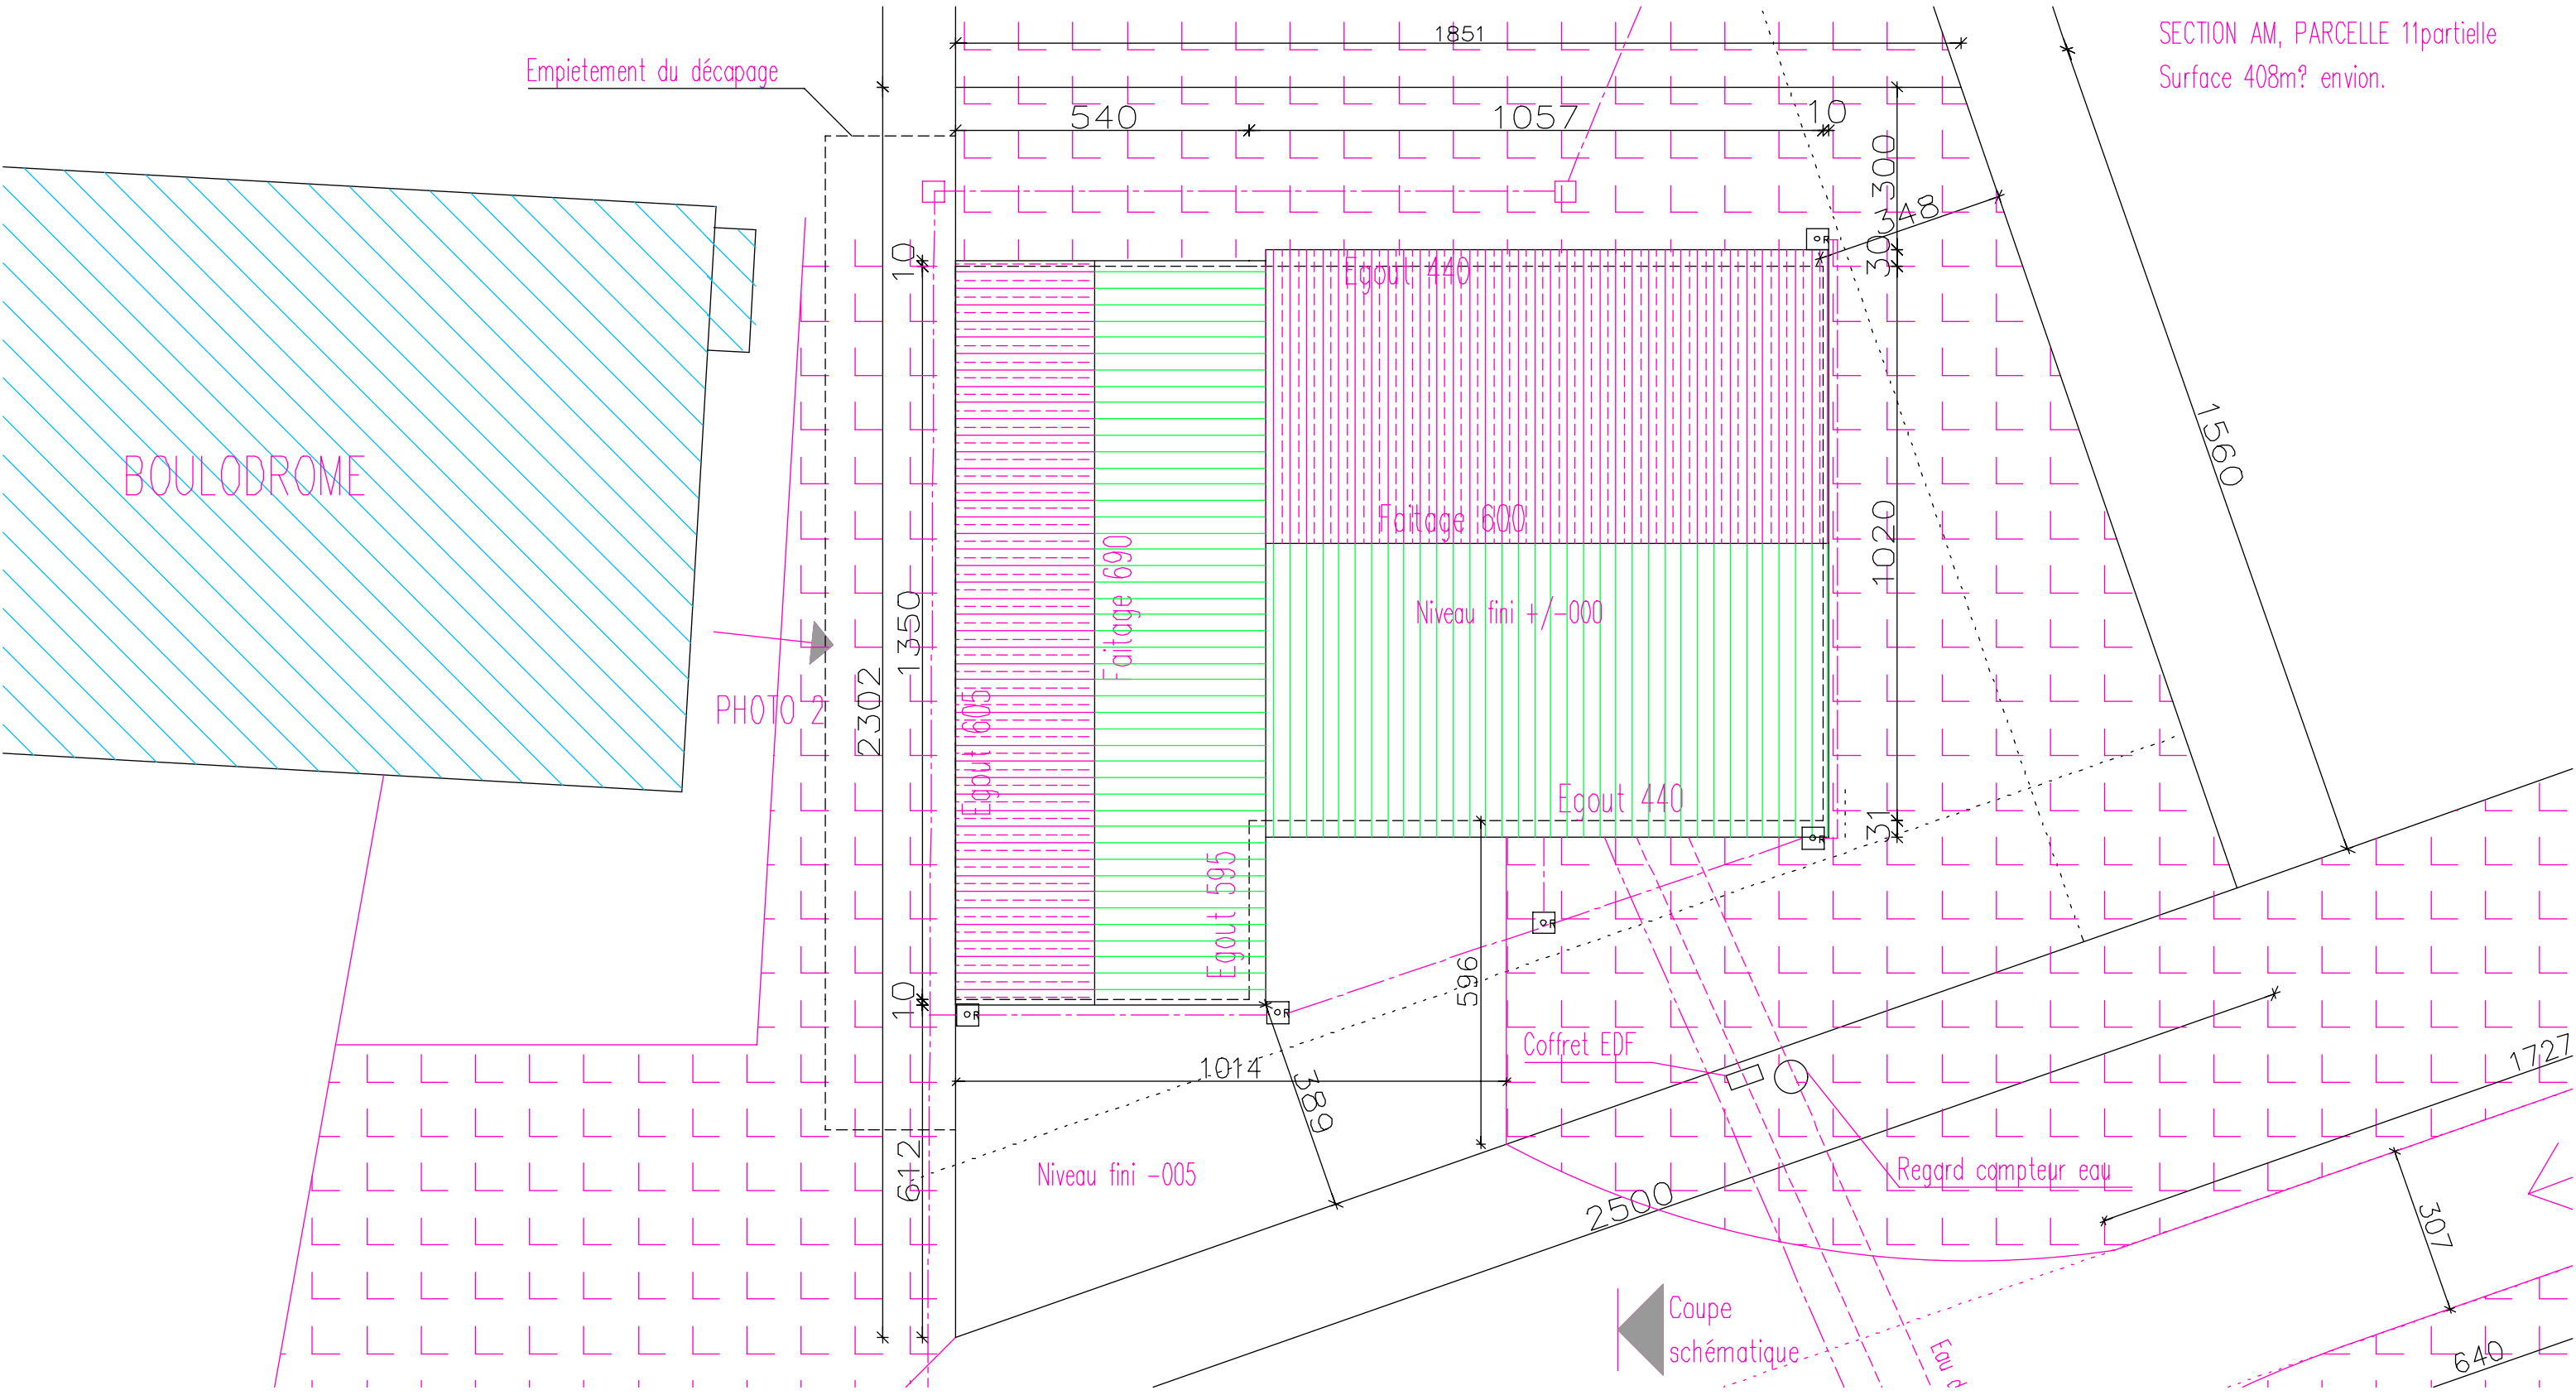 SECTION AM, PARCELLE 11partielle
Surface 408m? envion.
Empietement du décapage
1851
540
1057
10
300
348
30
10
Egout 440
BOULODROME
1560
Faitage 600
1020
Faitage 690
Niveau fini +/-000
1350
2302
PHOTO 2
Egout 605
Egout 440
31
Egout 595
R
R
R
R
R
10
596
Coffret EDF
1014
389
1727
612
Niveau fini -005
Regard compteur eau
2500
307
Coupe
schématique
Eau
640